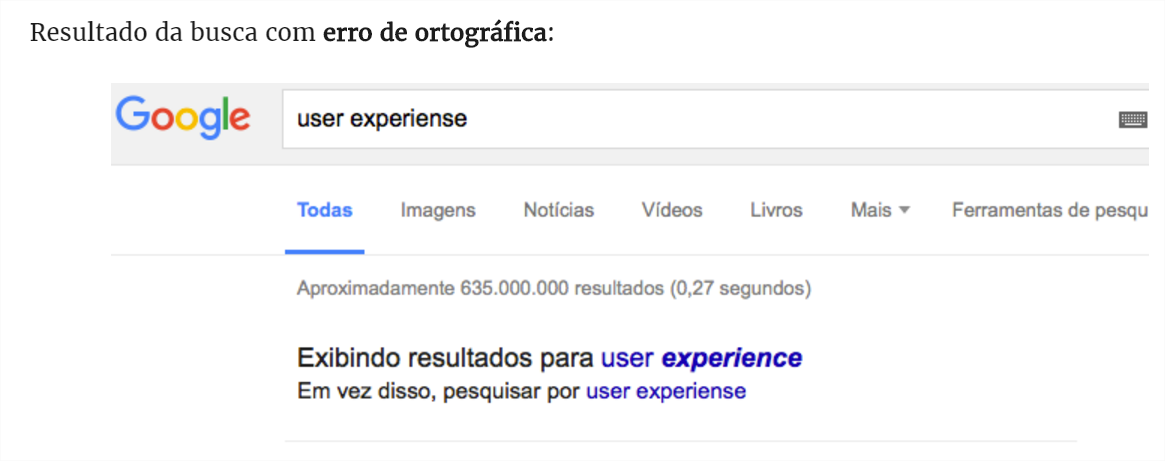 Resultado da busca com erro de ortográfica:
Google
user experiense
Todas Imagens Notícias Vídeos Livros Mais Ferramentas de pesqu
Aproximadamente 635.000.000 resultados (0,27 segundos)
Exibindo resultados para user experience
Em vez disso, pesquisar por user experiense